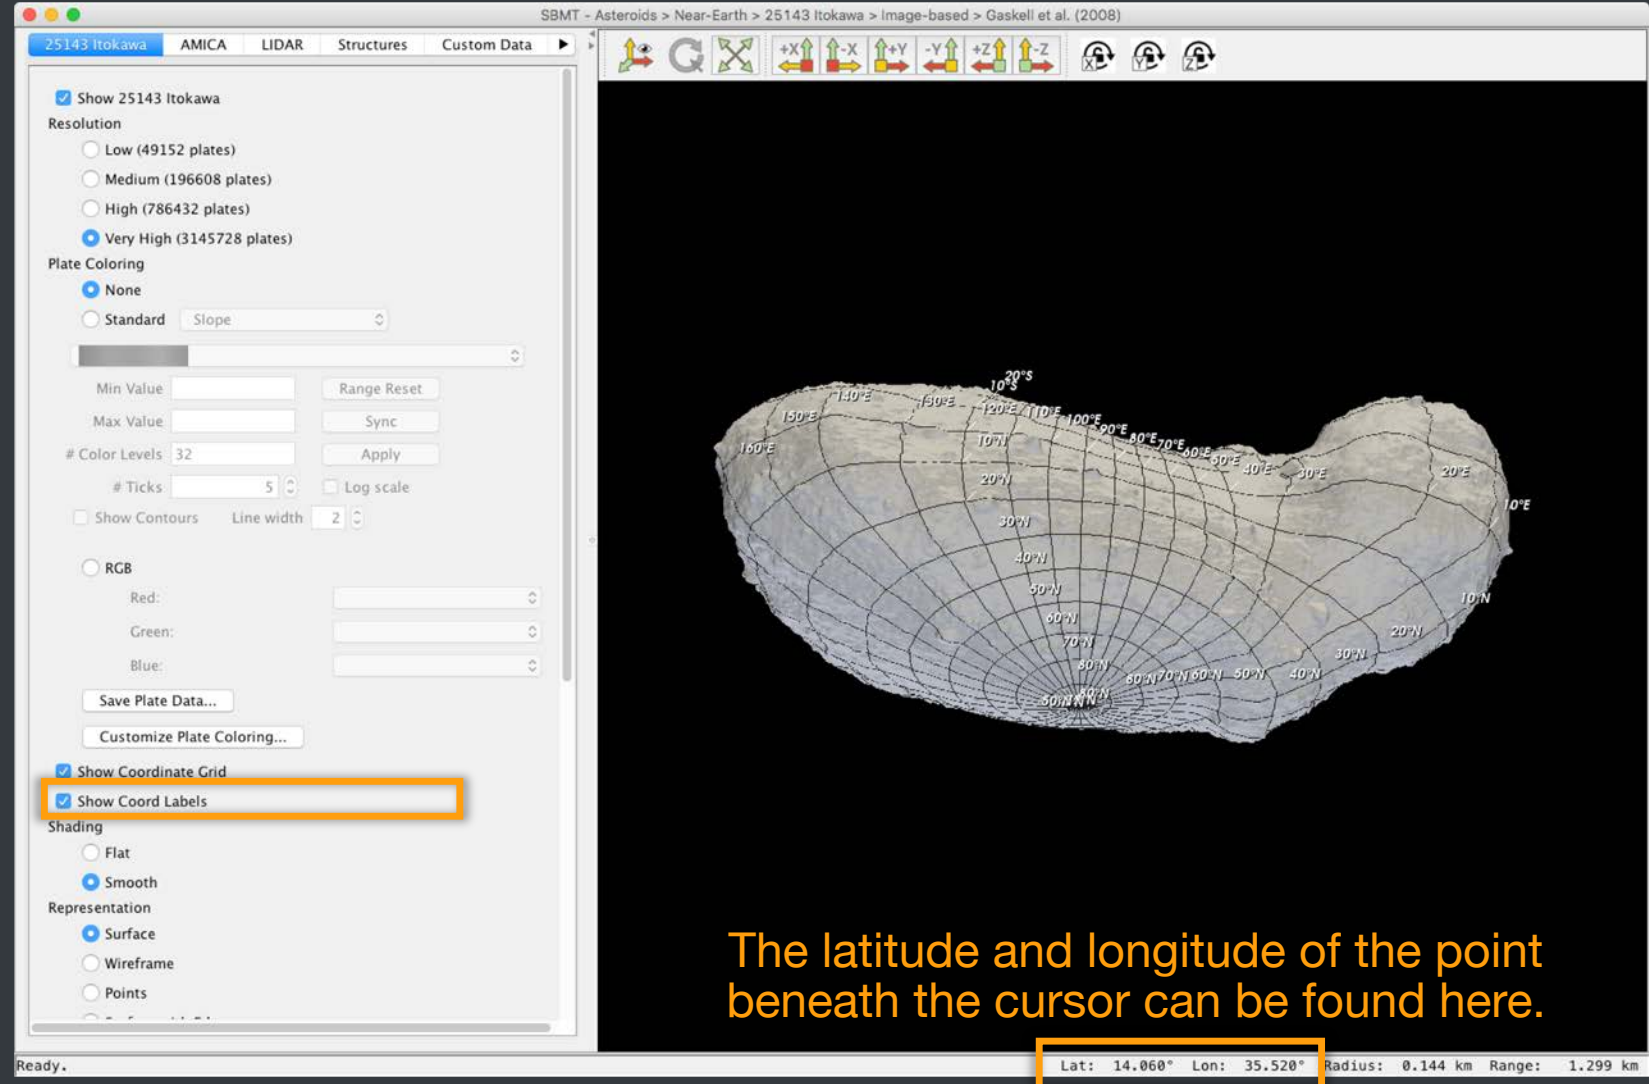 SBMT - Asteroids > Near-Earth > 25143 Itokawa > Image-based > Gaskell et al. (2008)
25143 Itokawa AMICA LIDAR Structures Custom Data
+X -X +Y -Y +Z -Z X Y Z
Show 25143 Itokawa
Resolution
Low (49152 plates)
Medium (196608 plates)
High (786432 plates)
Very High (3145728 plates)
Plate Coloring
None
Standard Slope
Min Value Range Reset
Max Value Sync
# Color Levels 32 Apply
# Ticks 5 Log scale
Show Contours Line width 2
RGB
Red:
Green:
Blue:
Save Plate Data...
Customize Plate Coloring...
Show Coordinate Grid
Show Coord Labels
Shading
Flat
Smooth
Representation
Surface
Wireframe
Points
20°S
10°S
140°E 130°E 120°E 110°E 100°E 90°E 80°E 70°E 60°E 50°E 40°E 30°E 20°E
150°E
160°E
10°E
10°N
20°N
30°N
40°N
50°N
60°N
70°N
80°N
80°N 70°N 60°N 50°N 40°N 30°N 20°N 10°N
80°N
The latitude and longitude of the point
beneath the cursor can be found here.
Ready. Lat: 14.060° Lon: 35.520° Radius: 0.144 km Range: 1.299 km